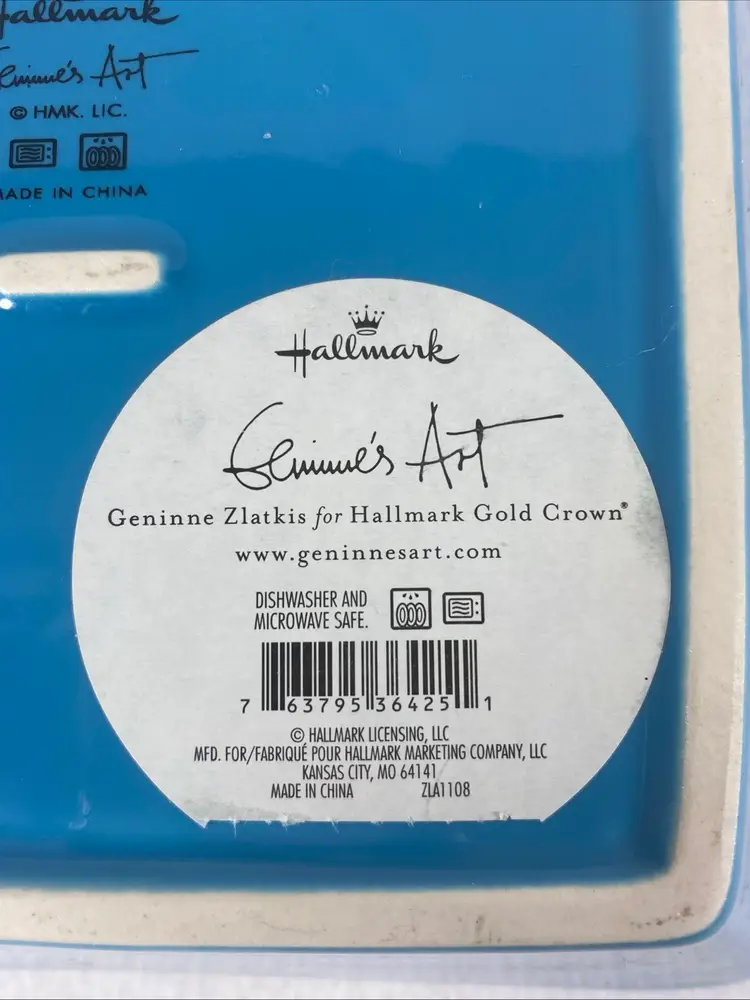 Hallmark
Geninne's Art
© HMK. LIC.
MADE IN CHINA
Hallmark
Geninne's Art
Geninne Zlatkis for Hallmark Gold Crown®
www.geninnesart.com
DISHWASHER AND
MICROWAVE SAFE.
7 63795 36425 1
© HALLMARK LICENSING, LLC
MFD. FOR/FABRIQUÉ POUR HALLMARK MARKETING COMPANY, LLC
KANSAS CITY, MO 64141
MADE IN CHINA ZLA1108